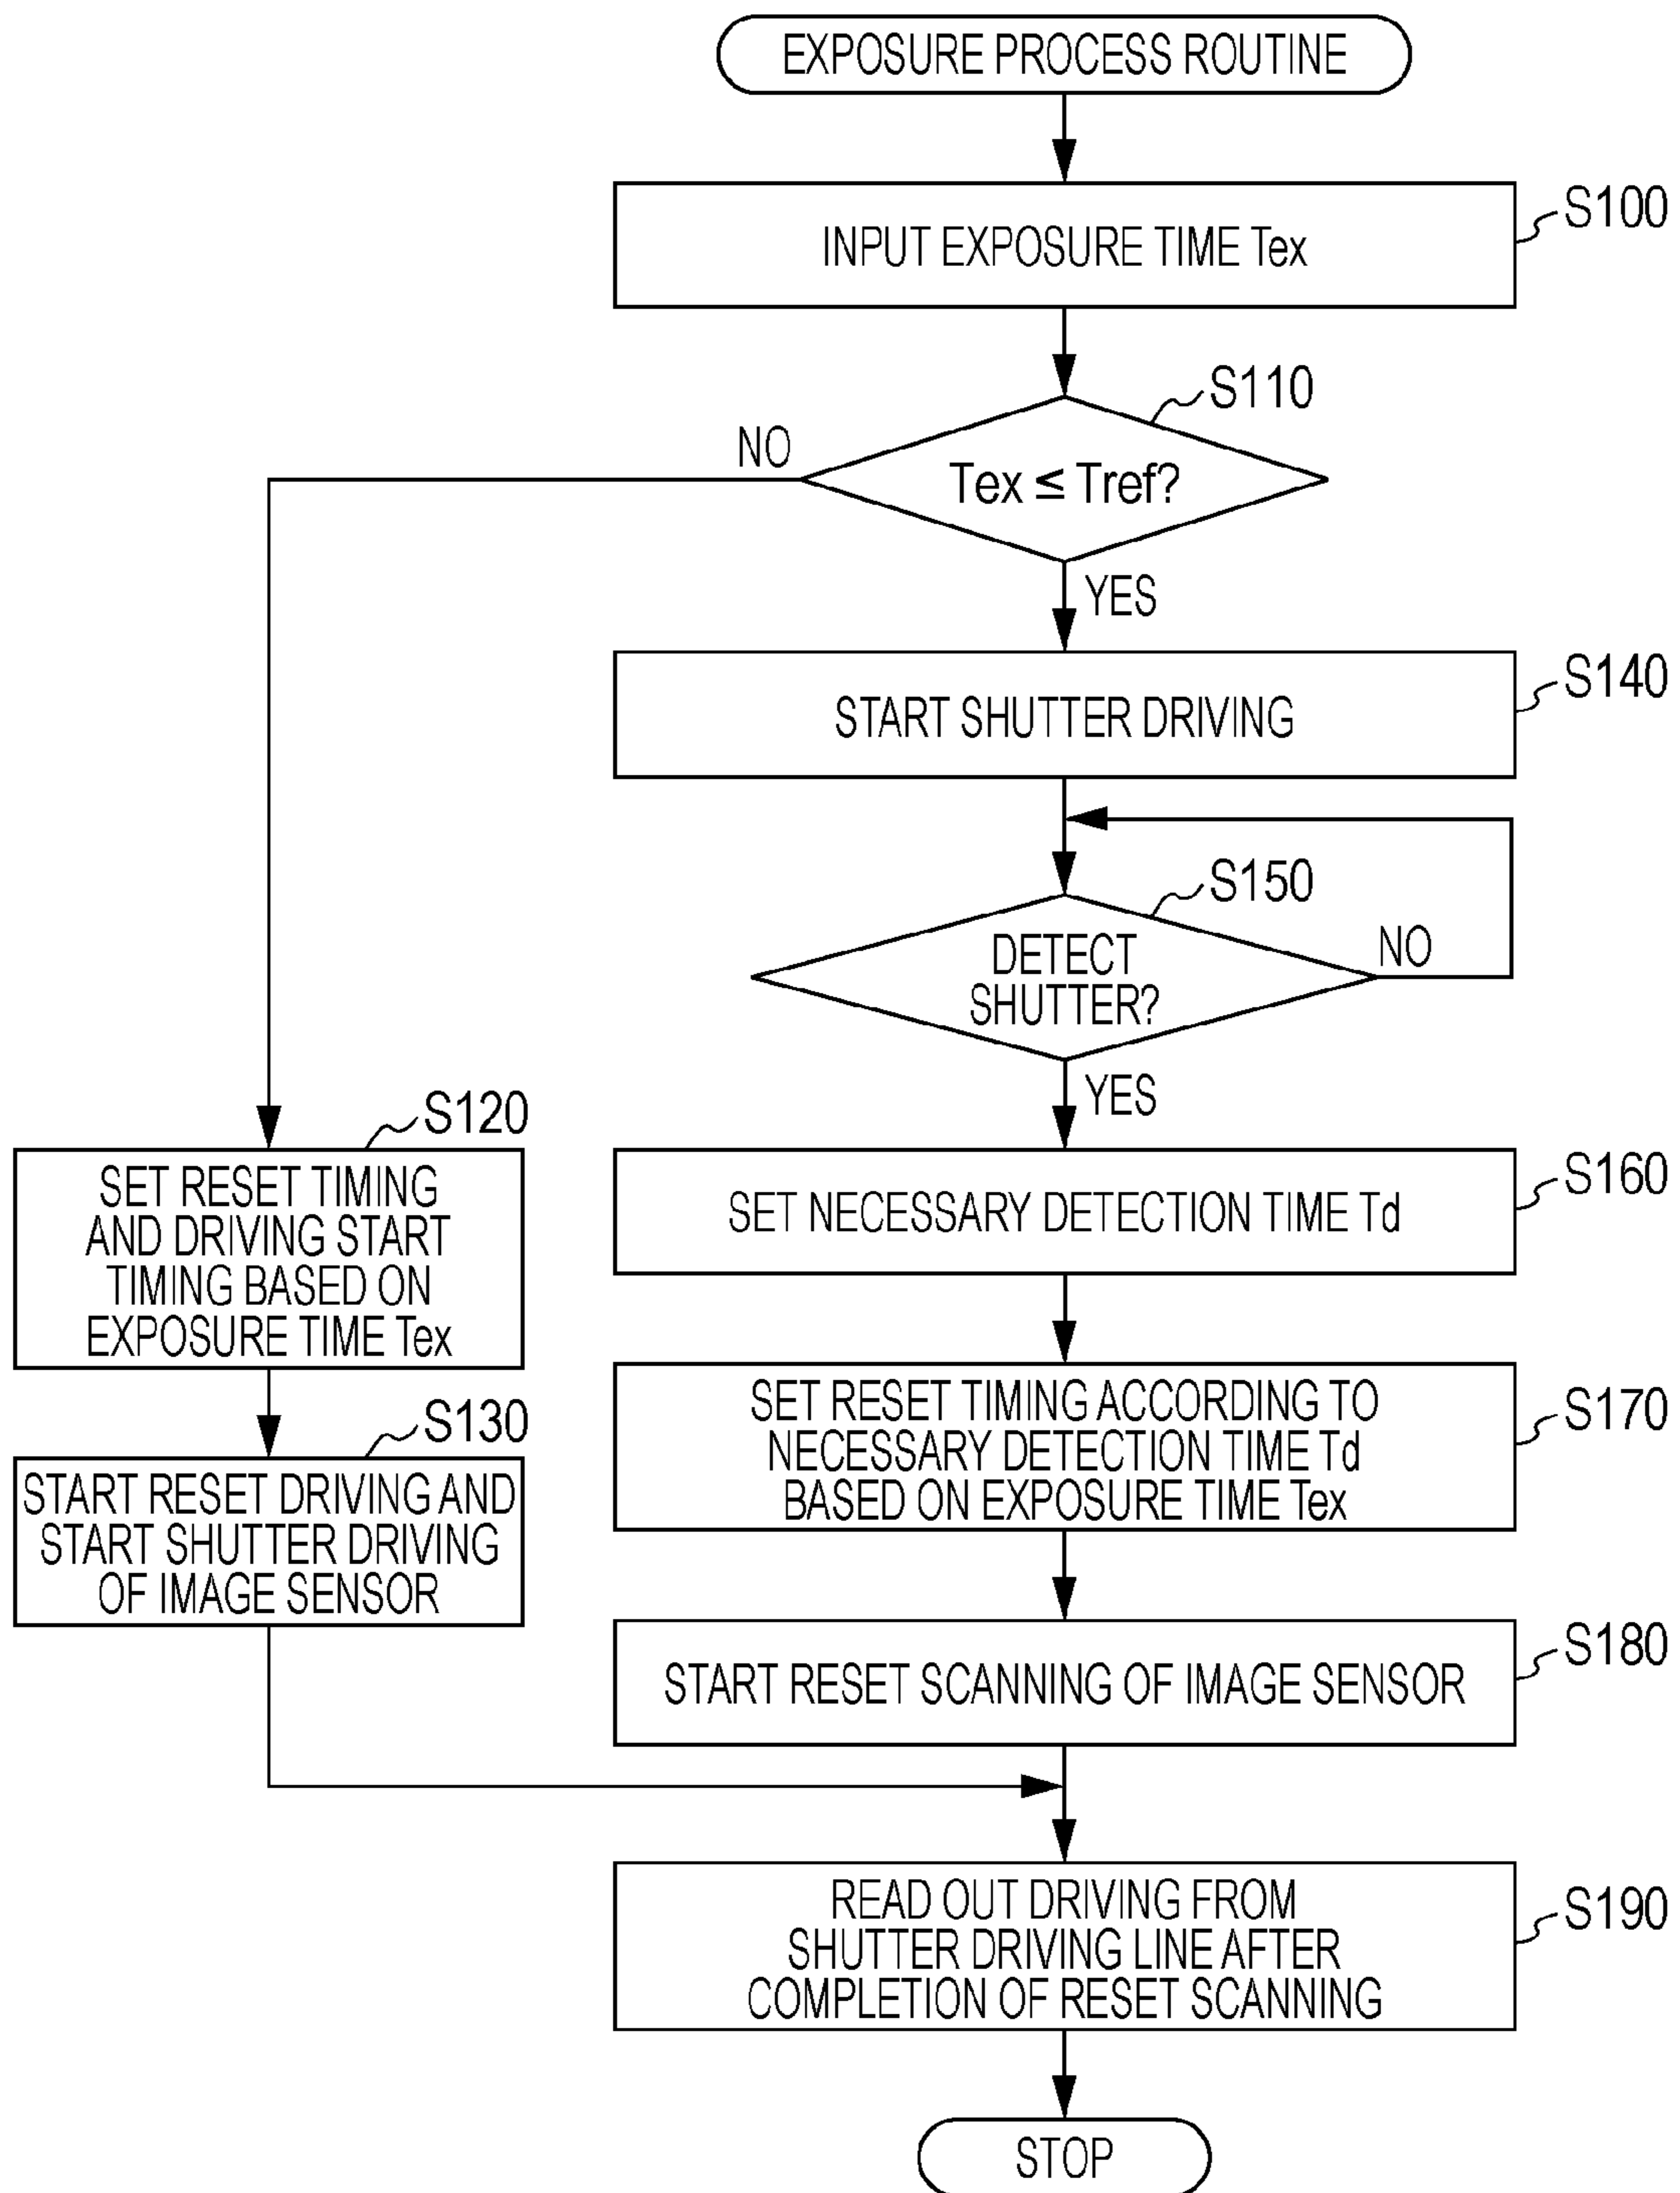 EXPOSURE PROCESS ROUTINE
S100
INPUT EXPOSURE TIME Tex
S110
NO
Tex ≤ Tref?
YES
S140
START SHUTTER DRIVING
S150
DETECT
SHUTTER?
NO
YES
S120
SET RESET TIMING
AND DRIVING START
TIMING BASED ON
EXPOSURE TIME Tex
S160
SET NECESSARY DETECTION TIME Td
S130
START RESET DRIVING AND
START SHUTTER DRIVING
OF IMAGE SENSOR
S170
SET RESET TIMING ACCORDING TO
NECESSARY DETECTION TIME Td
BASED ON EXPOSURE TIME Tex
S180
START RESET SCANNING OF IMAGE SENSOR
S190
READ OUT DRIVING FROM
SHUTTER DRIVING LINE AFTER
COMPLETION OF RESET SCANNING
STOP